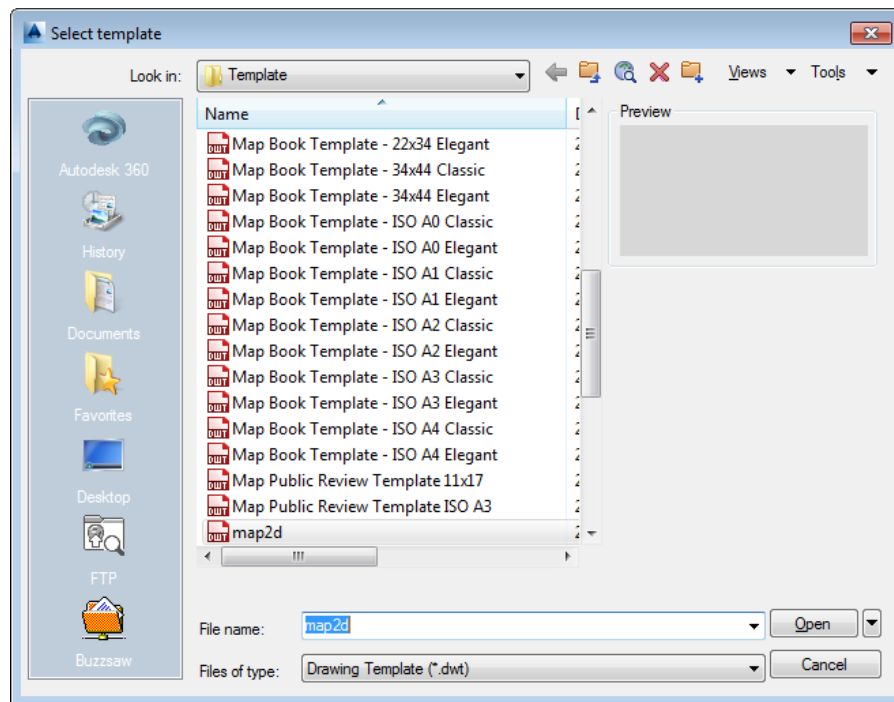 Select template
Look in: Template Views Tools
Autodesk 360
History
Documents
Favorites
Desktop
FTP
Buzzsaw
Name
Map Book Template - 22x34 Elegant
Map Book Template - 34x44 Classic
Map Book Template - 34x44 Elegant
Map Book Template - ISO A0 Classic
Map Book Template - ISO A0 Elegant
Map Book Template - ISO A1 Classic
Map Book Template - ISO A1 Elegant
Map Book Template - ISO A2 Classic
Map Book Template - ISO A2 Elegant
Map Book Template - ISO A3 Classic
Map Book Template - ISO A3 Elegant
Map Book Template - ISO A4 Classic
Map Book Template - ISO A4 Elegant
Map Public Review Template 11x17
Map Public Review Template ISO A3
map2d
Preview
File name: map2d Open
Files of type: Drawing Template (*.dwt) Cancel